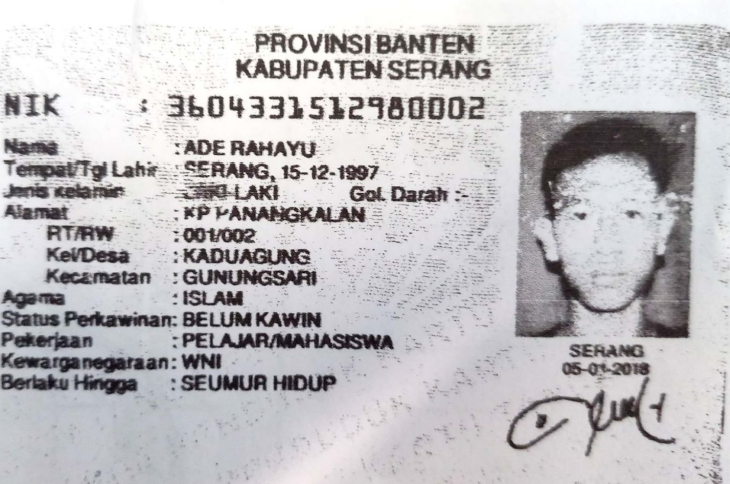 PROVINSI BANTEN
KABUPATEN SERANG
NIK : 3604331512980002
Nama : ADE RAHAYU
Tempat/Tgl Lahir : SERANG, 15-12-1997
Jenis Kelamin LAKI Gol. Darah :-
Alamat : KP PANANGKALAN
RT/RW : 001/002
Kel/Desa : KADUAGUNG
Kecamatan : GUNUNGSARI
Agama : ISLAM
Status Perkawinan: BELUM KAWIN
Pekerjaan : PELAJAR/MAHASISWA
Kewarganegaraan: WNI
Berlaku Hingga : SEUMUR HIDUP
SERANG
05-01-2018